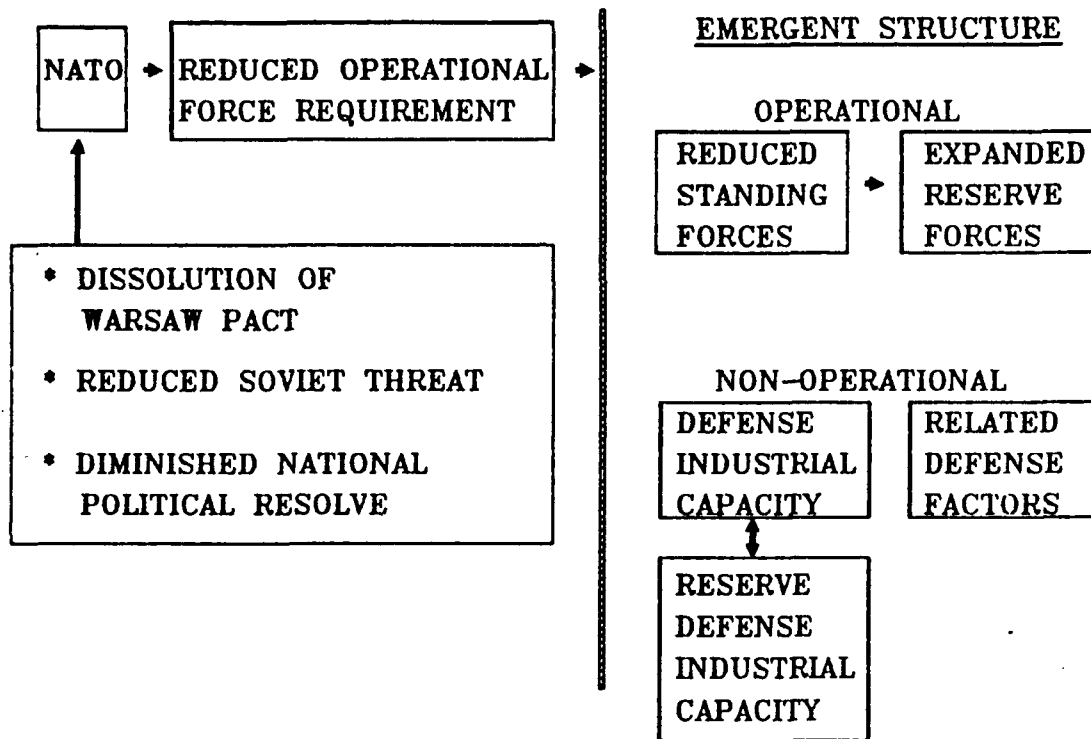 NATO
REDUCED OPERATIONAL
FORCE REQUIREMENT
* DISSOLUTION OF
WARSAW PACT
* REDUCED SOVIET THREAT
* DIMINISHED NATIONAL
POLITICAL RESOLVE
EMERGENT STRUCTURE
OPERATIONAL
REDUCED
STANDING
FORCES
EXPANDED
RESERVE
FORCES
NON-OPERATIONAL
DEFENSE
INDUSTRIAL
CAPACITY
RELATED
DEFENSE
FACTORS
RESERVE
DEFENSE
INDUSTRIAL
CAPACITY